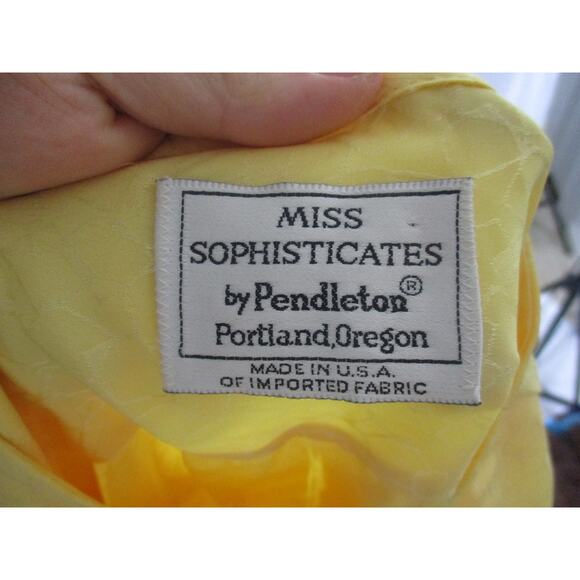 MISS
SOPHISTICATES
by Pendleton®
Portland, Oregon
MADE IN U.S.A.
OF IMPORTED FABRIC